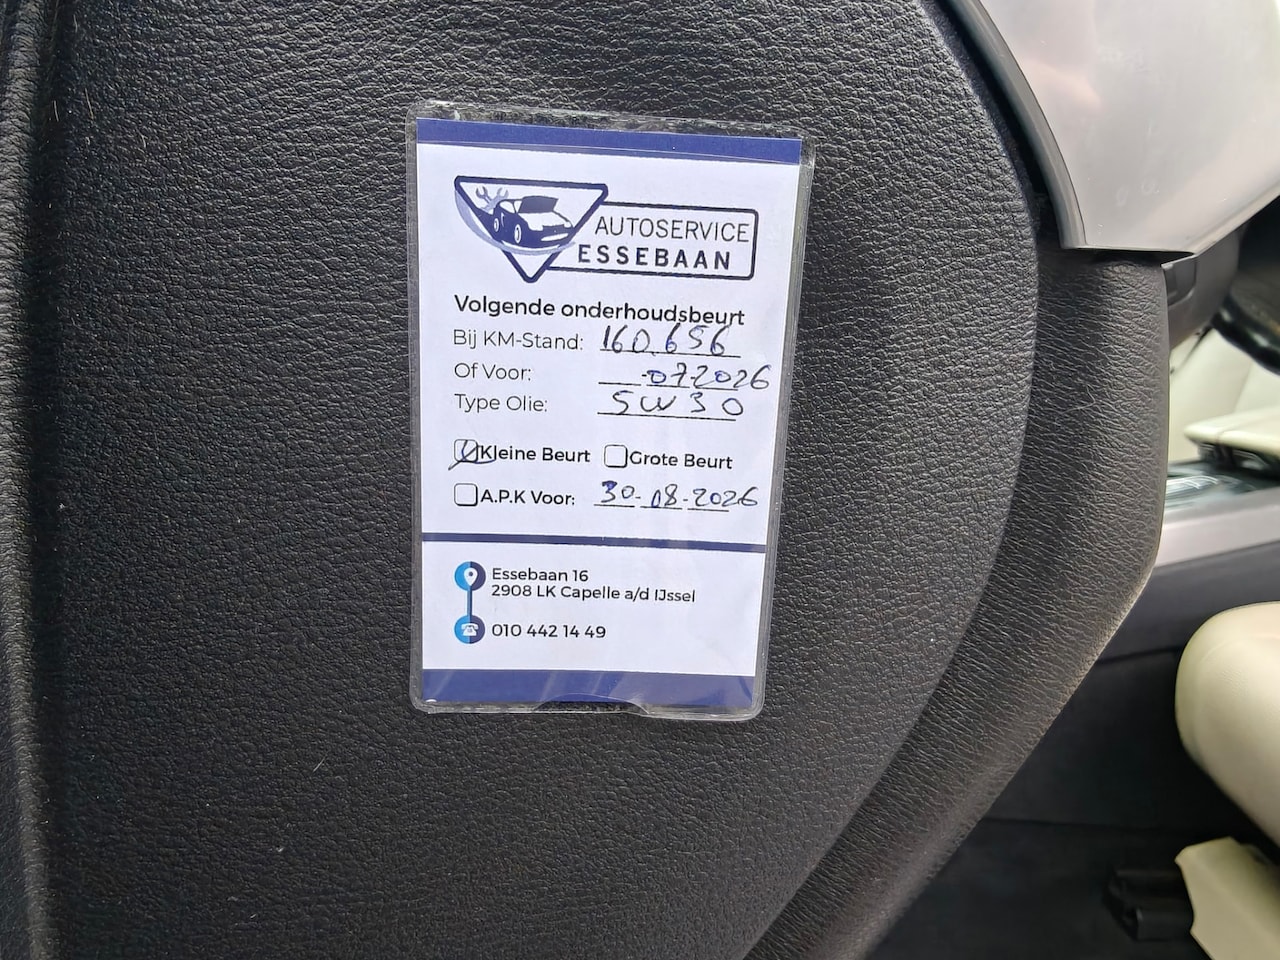 AUTOSERVICE
ESSEBAAN
Volgende onderhoudsbeurt
Bij KM-Stand: 160.656
Of Voor: -07-2026
Type Olie: 5W30
Kleine Beurt Grote Beurt
A.P.K Voor: 30-08-2026
Essebaan 16
2908 LK Capelle a/d IJssel
010 442 14 49